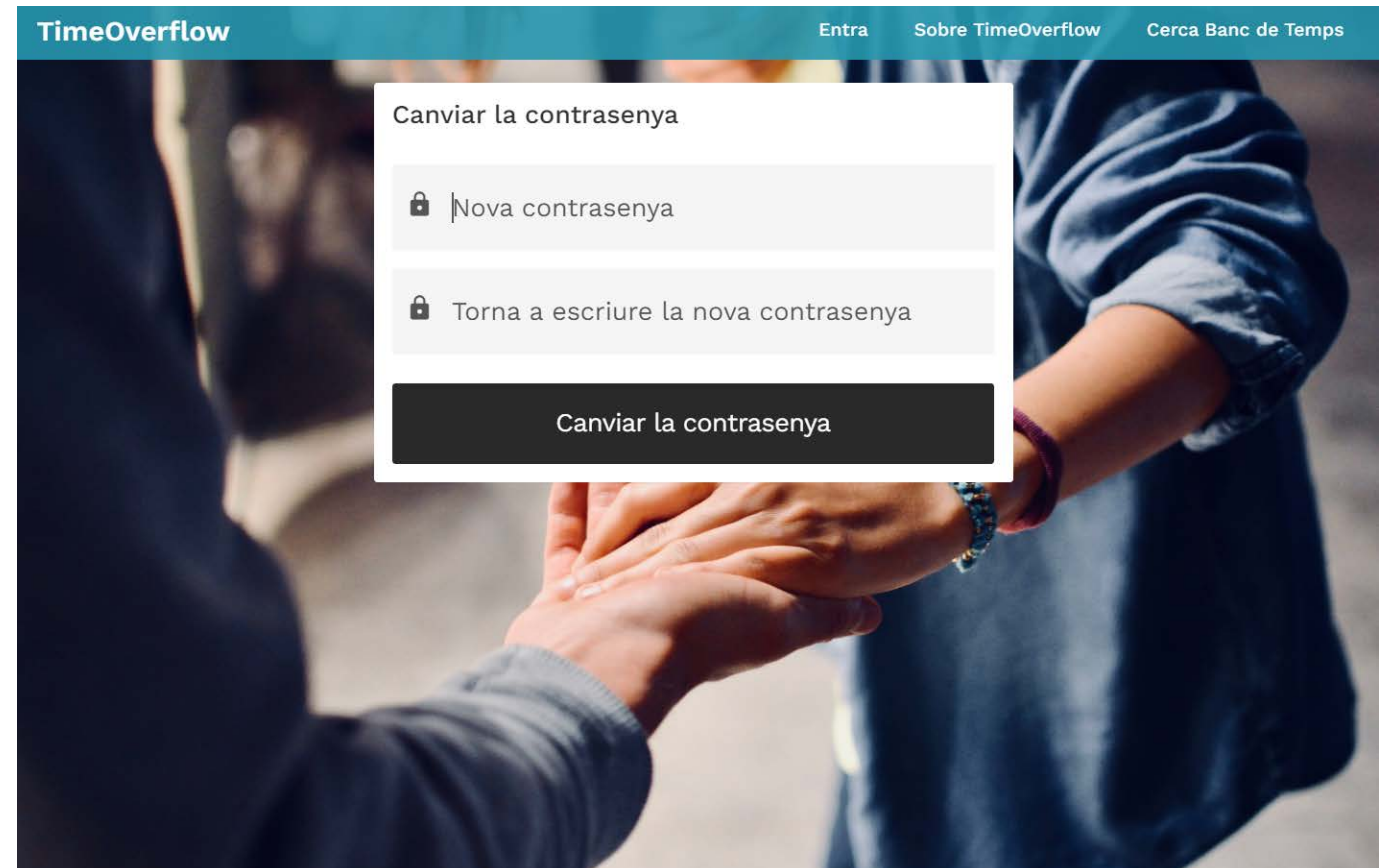 TimeOverflow
Entra
Sobre TimeOverflow
Cerca Banc de Temps
Canviar la contrasenya
Nova contrasenya
Torna a escriure la nova contrasenya
Canviar la contrasenya